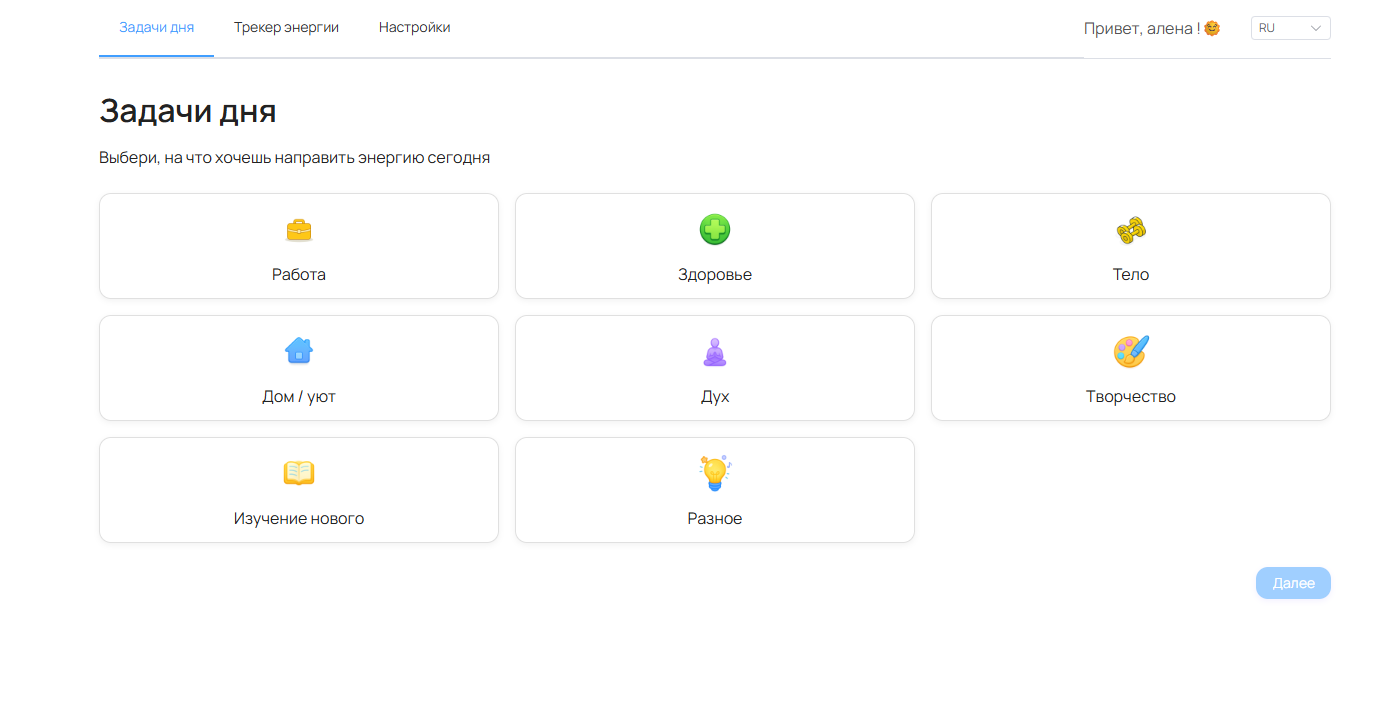 Задачи дня
Трекер энергии
Настройки
Привет, алена !
RU
Задачи дня
Выбери, на что хочешь направить энергию сегодня
Работа
Здоровье
Тело
Дом / уют
Дух
Творчество
Изучение нового
Разное
Далее